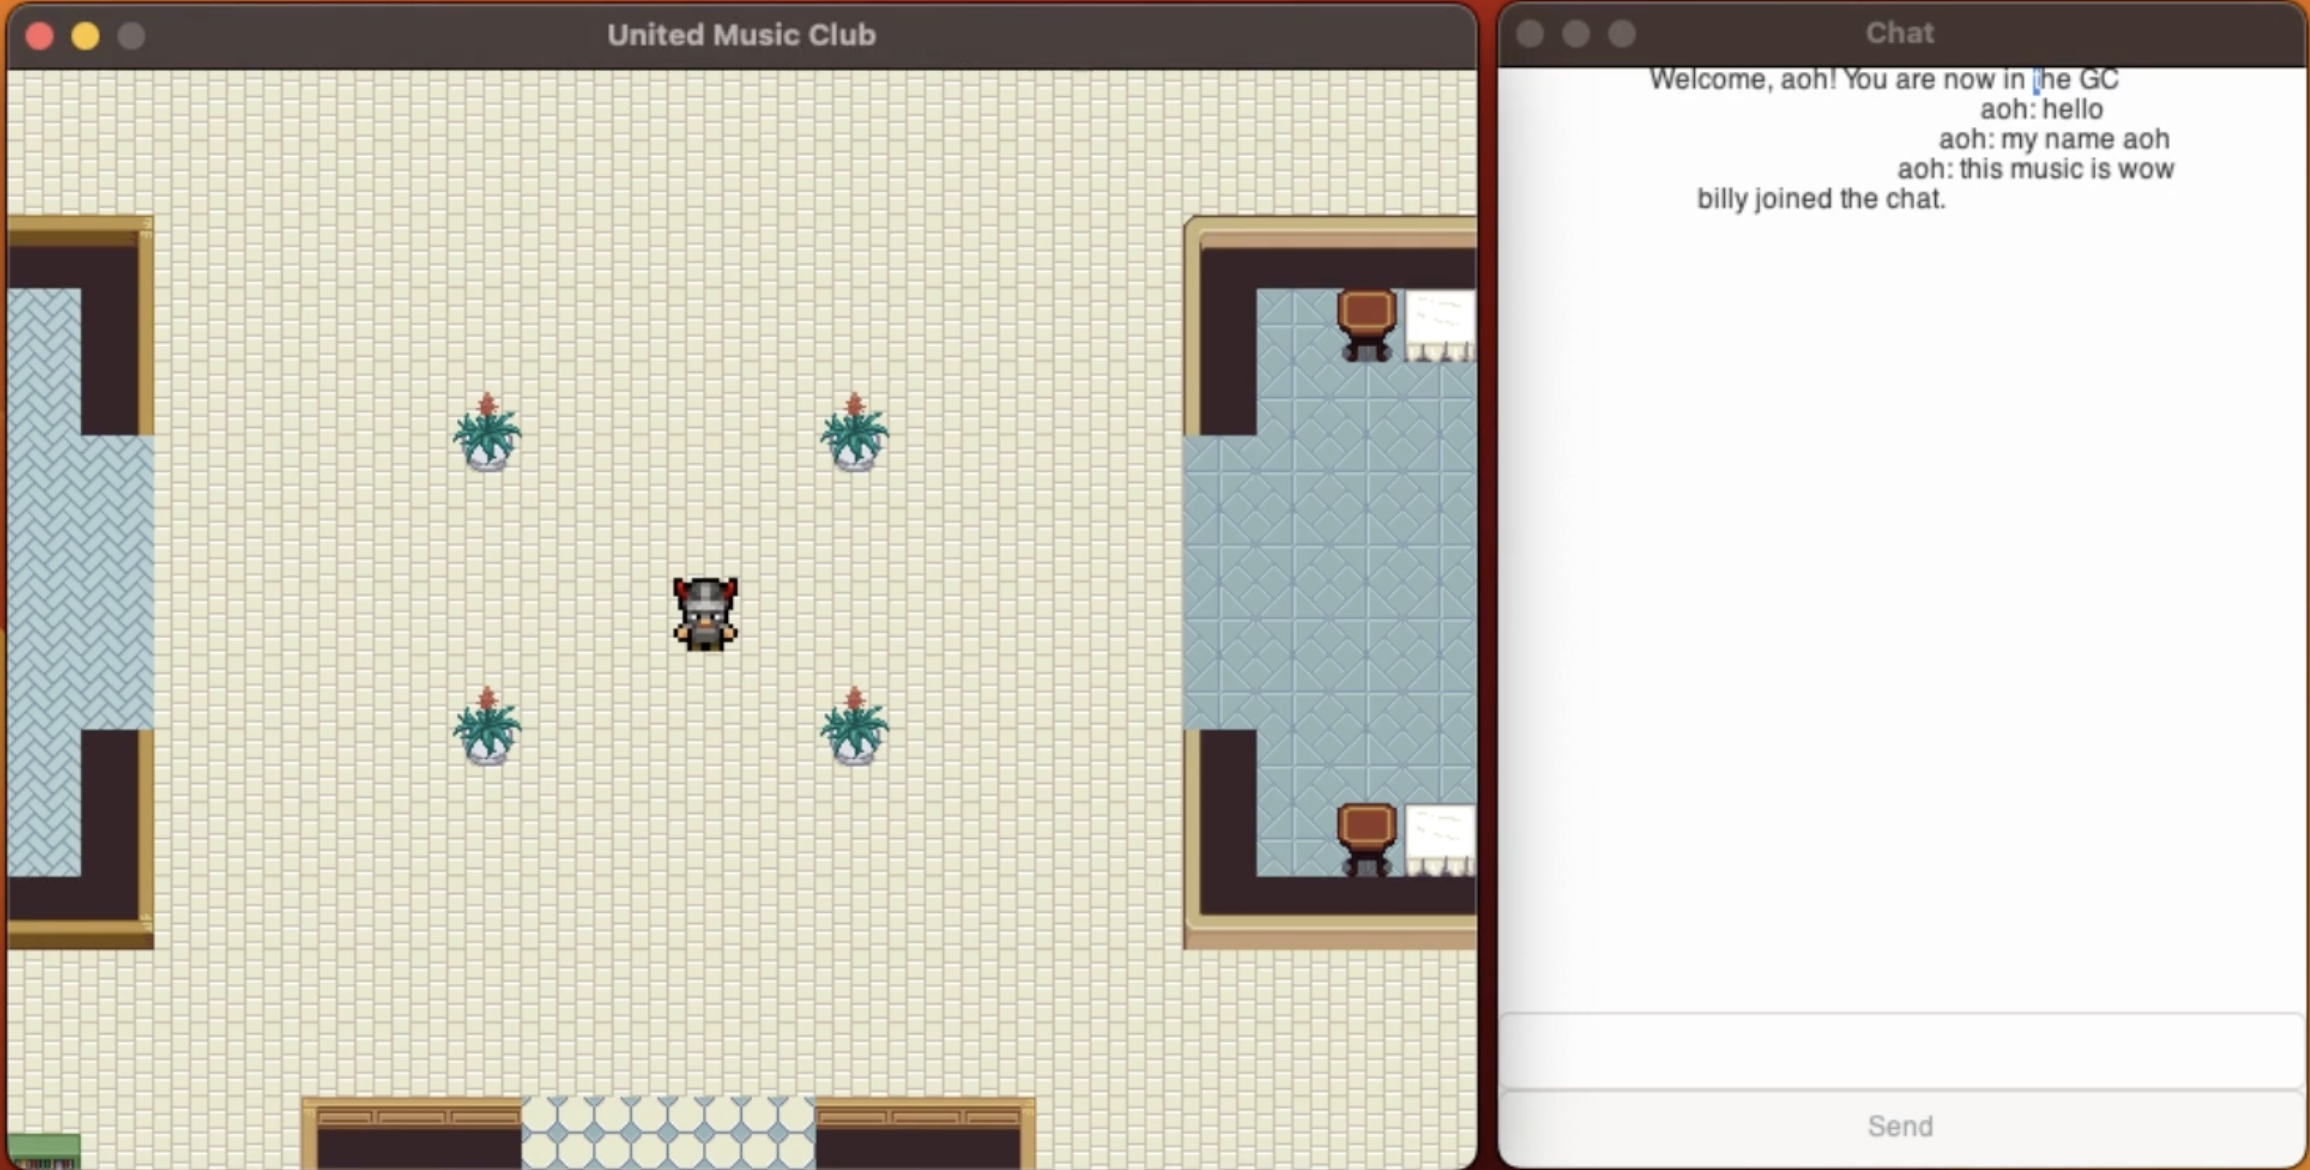 United Music Club
Chat
Welcome, aoh! You are now in the GC
aoh: hello
aoh: my name aoh
aoh: this music is wow
billy joined the chat.
Send